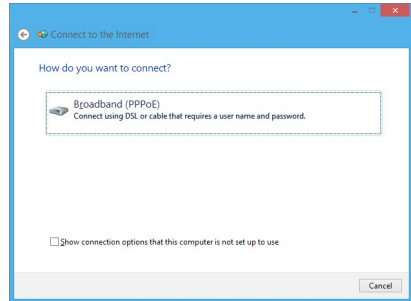 Connect to the Internet
How do you want to connect?
Broadband (PPPoE)
Connect using DSL or cable that requires a user name and password.
Show connection options that this computer is not set up to use
Cancel